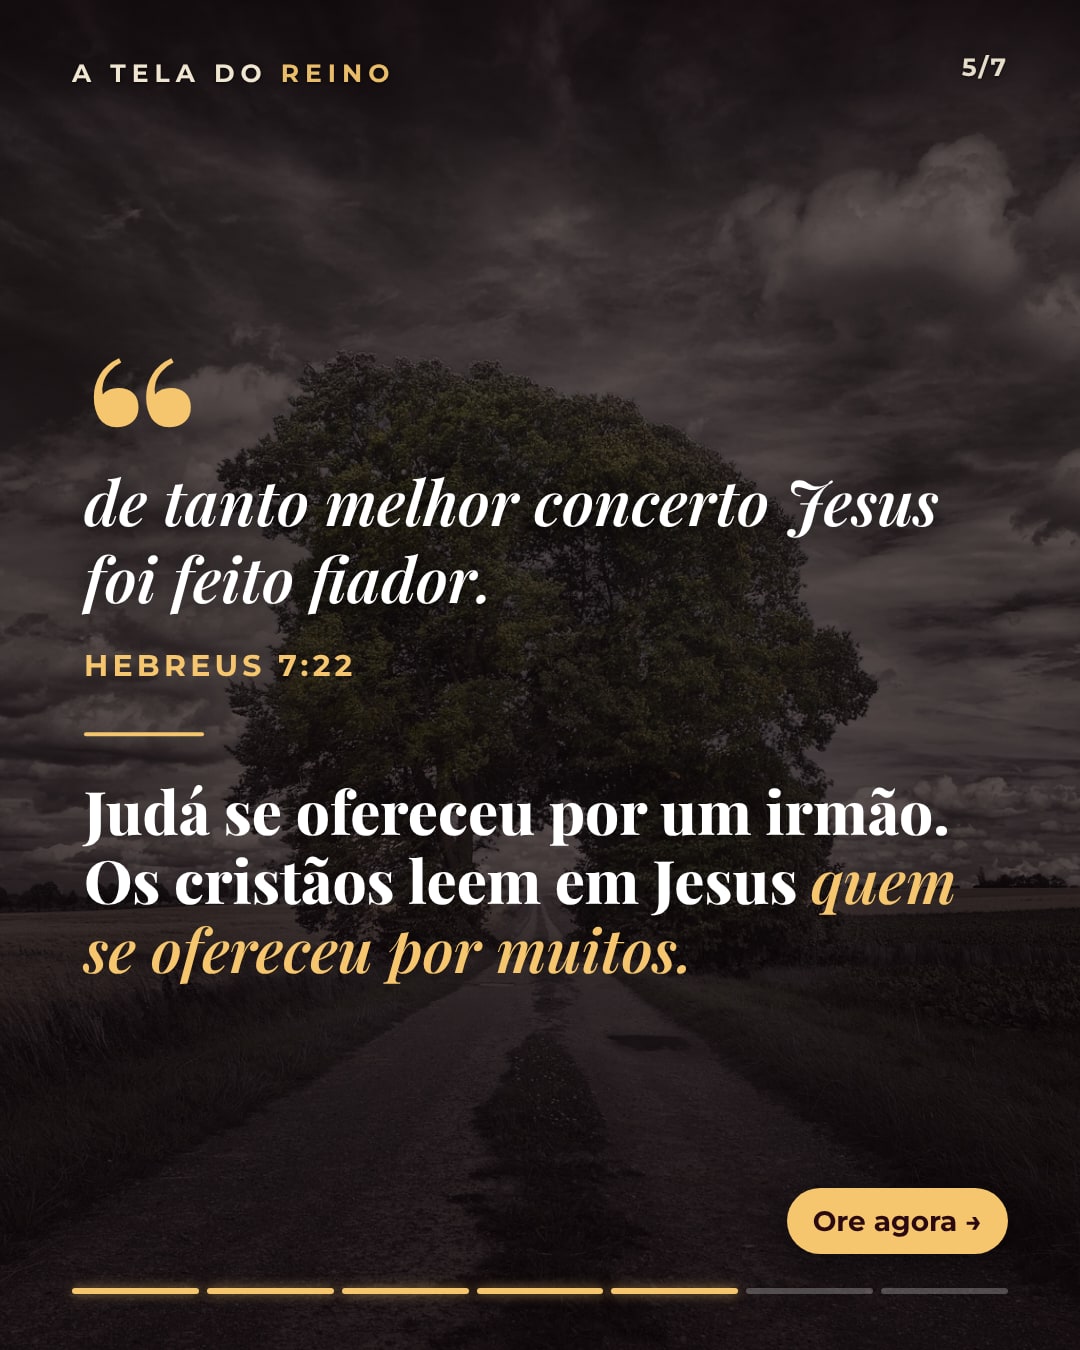 A TELA DO REINO
5/7
“
de tanto melhor concerto Jesus
foi feito fiador.
HEBREUS 7:22
Judá se ofereceu por um irmão.
Os cristãos leem em Jesus quem
se ofereceu por muitos.
Ore agora →